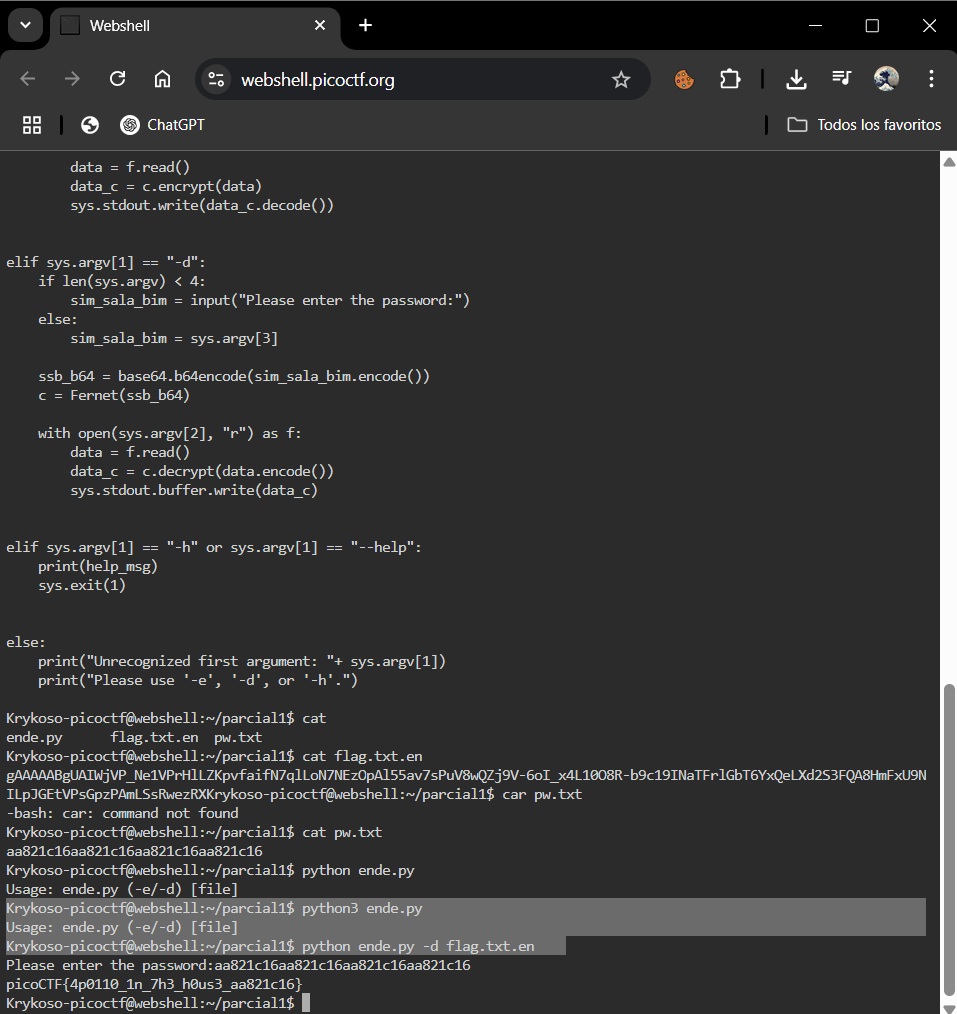 Webshell
webshell.picoctf.org
ChatGPT
Todos los favoritos
data = f.read()
data_c = c.encrypt(data)
sys.stdout.write(data_c.decode())
elif sys.argv[1] == "-d":
if len(sys.argv) < 4:
sim_sala_bim = input("Please enter the password:")
else:
sim_sala_bim = sys.argv[3]
ssb_b64 = base64.b64encode(sim_sala_bim.encode())
c = Fernet(ssb_b64)
with open(sys.argv[2], "r") as f:
data = f.read()
data_c = c.decrypt(data.encode())
sys.stdout.buffer.write(data_c)
elif sys.argv[1] == "-h" or sys.argv[1] == "--help":
print(help_msg)
sys.exit(1)
else:
print("Unrecognized first argument: "+ sys.argv[1])
print("Please use '-e', '-d', or '-h'.")
Krykoso-picoctf@webshell:~/parcial1$ cat
ende.py flag.txt.en pw.txt
Krykoso-picoctf@webshell:~/parcial1$ cat flag.txt.en
gAAAAABgUAIWjVP_Ne1VPrHlLZKpvfaifN7qlLoN7NEzOpAl55av7sPuV8wQZj9V-6oI_x4L10O8R-b9c19INaTFrlGbT6YxQeLXd2S3FQA8HmFxU9N
ILpJGEtVPsGpzPAmLSsRwezRXKrykoso-picoctf@webshell:~/parcial1$ car pw.txt
-bash: car: command not found
Krykoso-picoctf@webshell:~/parcial1$ cat pw.txt
aa821c16aa821c16aa821c16aa821c16
Krykoso-picoctf@webshell:~/parcial1$ python ende.py
Usage: ende.py (-e/-d) [file]
Krykoso-picoctf@webshell:~/parcial1$ python3 ende.py
Usage: ende.py (-e/-d) [file]
Krykoso-picoctf@webshell:~/parcial1$ python ende.py -d flag.txt.en
Please enter the password:aa821c16aa821c16aa821c16aa821c16
picoCTF{4p0110_1n_7h3_h0us3_aa821c16}
Krykoso-picoctf@webshell:~/parcial1$